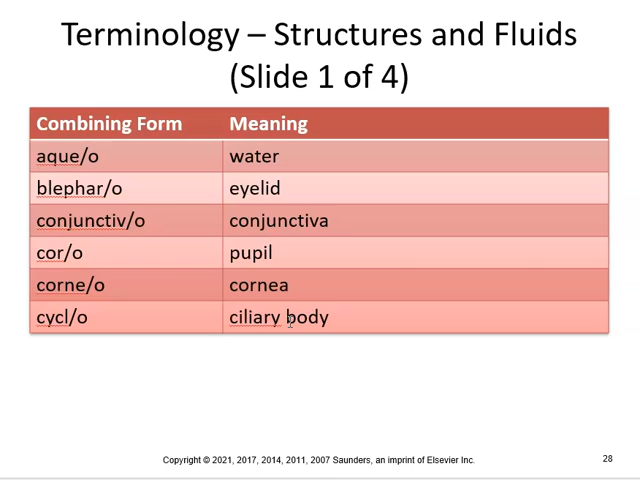 Terminology – Structures and Fluids
(Slide 1 of 4)
Combining Form Meaning
aque/o water
blephar/o eyelid
conjunctiv/o conjunctiva
cor/o pupil
corne/o cornea
cycl/o ciliary body
Copyright © 2021, 2017, 2014, 2011, 2007 Saunders, an imprint of Elsevier Inc. 28